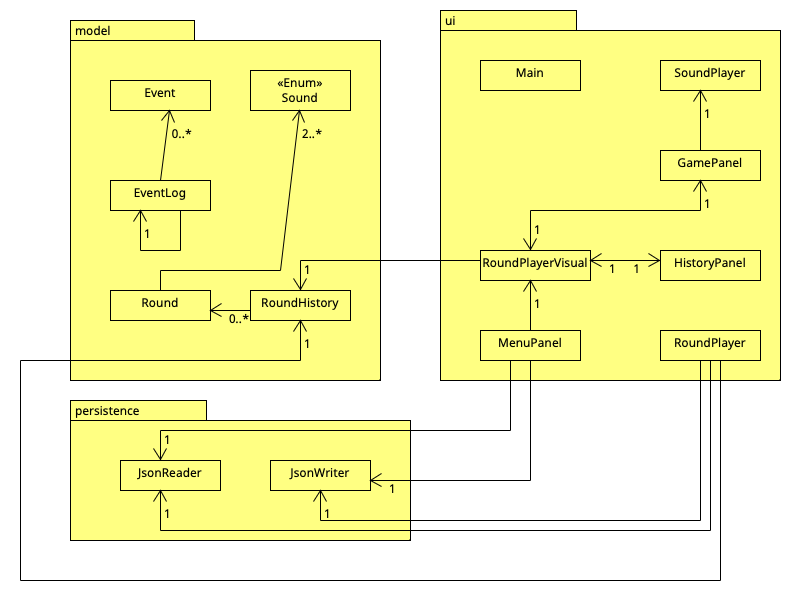 model
Event
«Enum»
Sound
0..*
2..*
EventLog
1
1
Round
RoundHistory
0..*
1
ui
Main
SoundPlayer
1
GamePanel
1
1
RoundPlayerVisual
HistoryPanel
1
1
1
MenuPanel
RoundPlayer
persistence
1
JsonReader
JsonWriter
1
1
1